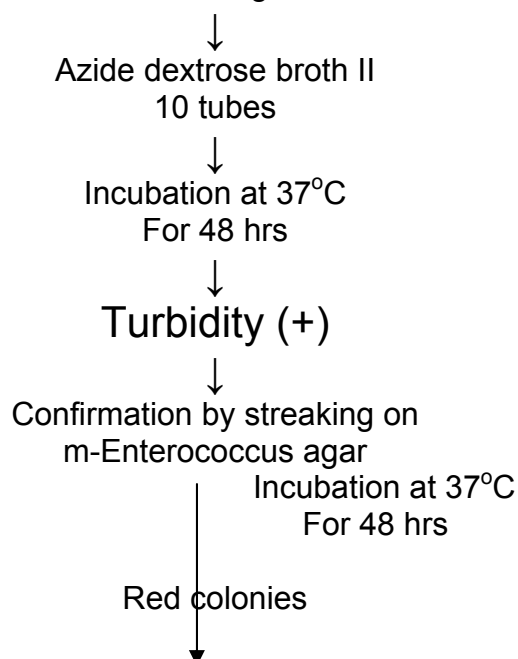 ↓
Azide dextrose broth II
10 tubes
↓
Incubation at 37°C
For 48 hrs
↓
Turbidity (+)
↓
Confirmation by streaking on
m-Enterococcus agar
Incubation at 37°C
For 48 hrs
Red colonies